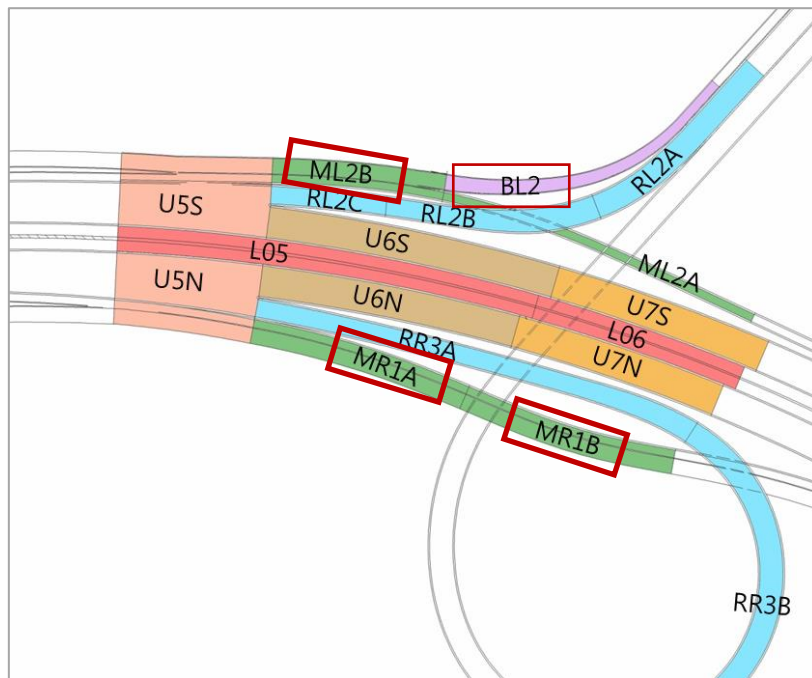 ML2B
BL2
RL2A
U5S
RL2C
RL2B
U6S
L05
ML2A
U5N
U6N
U7S
L06
RR3A
U7N
MR1A
MR1B
RR3B